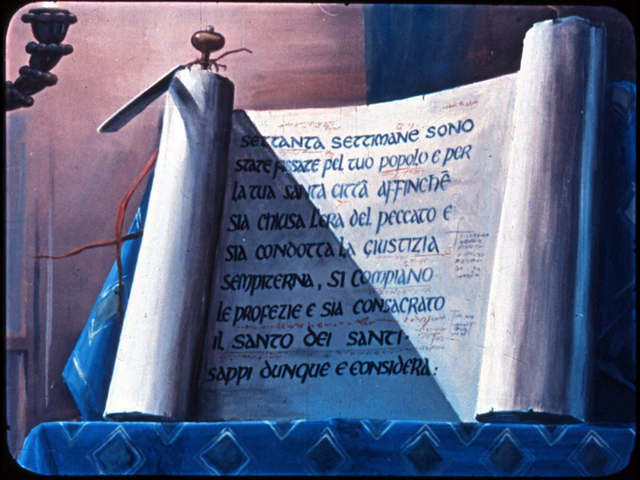 SETTANTA SETTIMANE SONO
STATE FISSATE PEL TUO POPOLO E PER
LA TUA SANTA CITTÀ AFFINCHÈ
SIA CHIUSA L'ERA DEL PECCATO E
SIA CONDOTTA LA GIUSTIZIA
SEMPITERNA, SI COMPIANO
LE PROFEZIE E SIA CONSACRATO
IL SANTO DEI SANTI.
SAPPI DUNQUE E CONSIDERA: